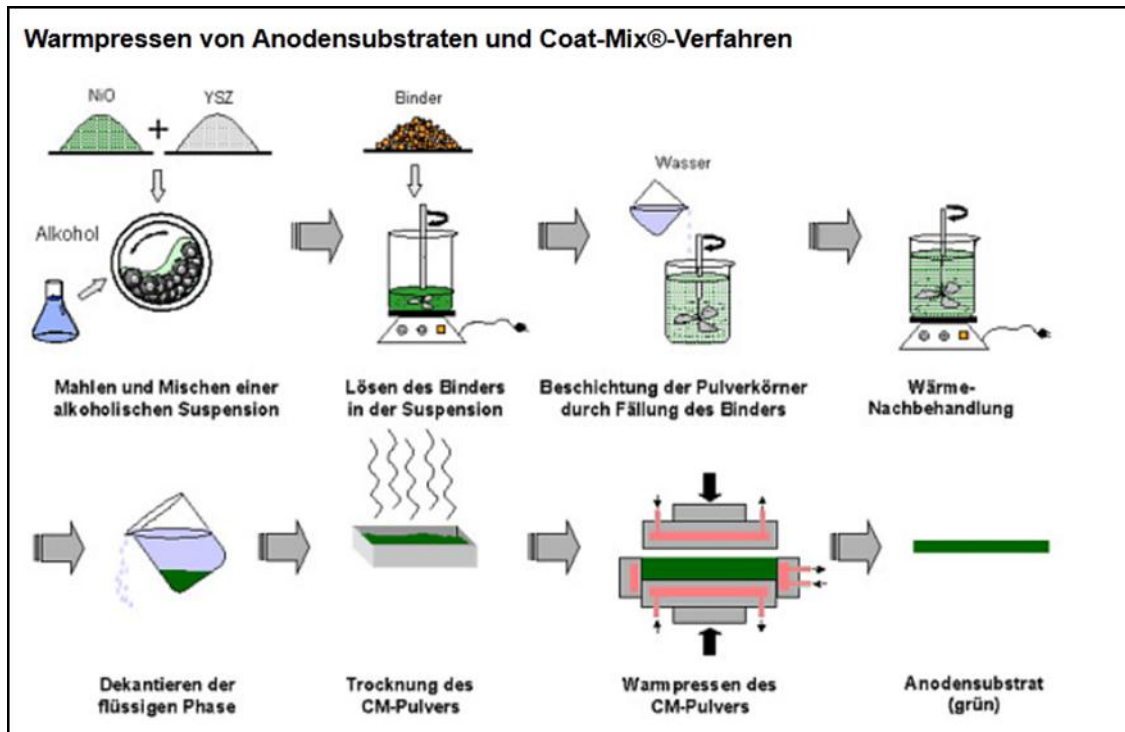 Warmpressen von Anodensubstraten und Coat-Mix®-Verfahren
NiO
+
YSZ
Binder
Wasser
Alkohol
Mahlen und Mischen einer
alkoholischen Suspension
Lösen des Binders
in der Suspension
Beschichtung der Pulverkörner
durch Fällung des Binders
Wärme-
Nachbehandlung
Dekantieren der
flüssigen Phase
Trocknung des
CM-Pulvers
Warmpressen des
CM-Pulvers
Anodensubstrat
(grün)